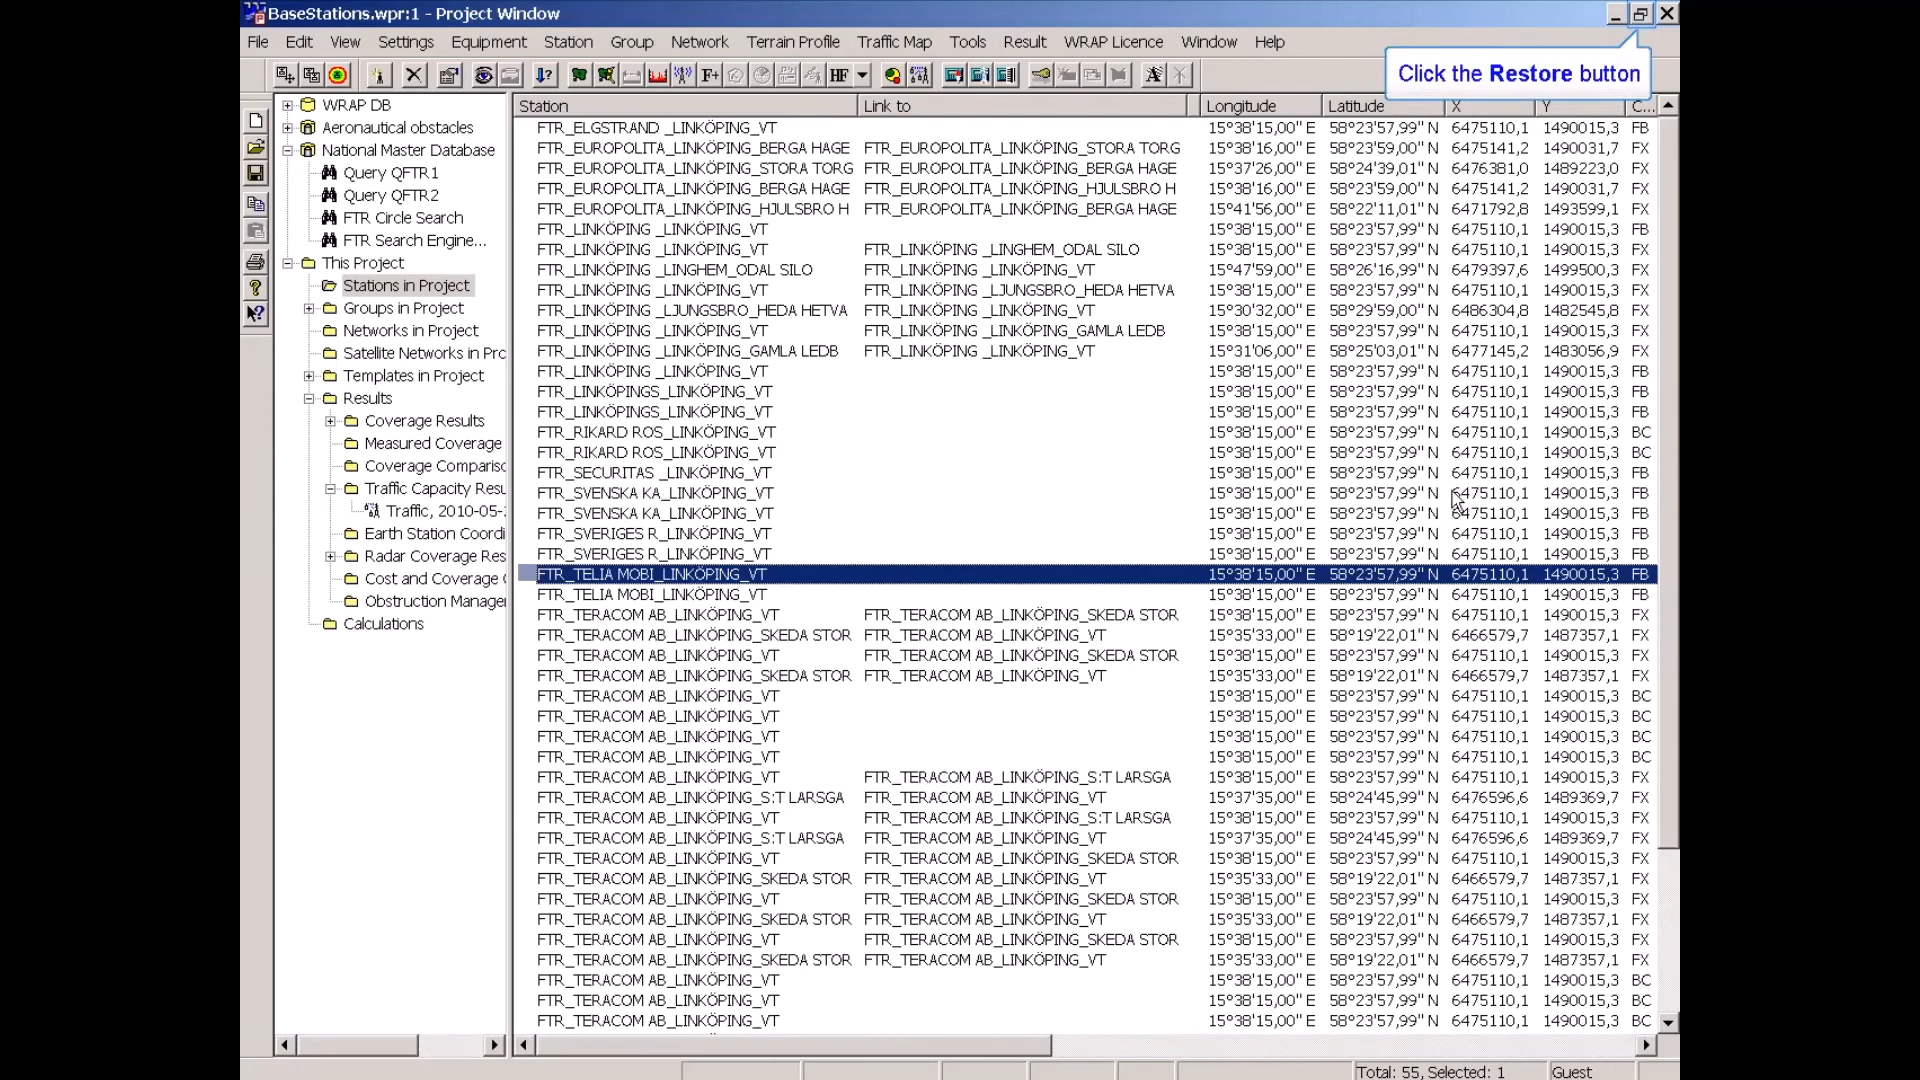 BaseStations.wpr:1 - Project Window
File Edit View Settings Equipment Station Group Network Terrain Profile Traffic Map Tools Result WRAP Licence Window Help
Click the Restore button
F+ HF
WRAP DB
Aeronautical obstacles
National Master Database
Query QFTR1
Query QFTR2
FTR Circle Search
FTR Search Engine...
This Project
Stations in Project
Groups in Project
Networks in Project
Satellite Networks in Pro
Templates in Project
Results
Coverage Results
Measured Coverage
Coverage Compariso
Traffic Capacity Resu
Traffic, 2010-05-
Earth Station Coordi
Radar Coverage Res
Cost and Coverage
Obstruction Manage
Calculations
Station Link to Longitude Latitude X Y C...
FTR_ELGSTRAND _LINKÖPING_VT 15°38'15,00" E 58°23'57,99" N 6475110,1 1490015,3 FB
FTR_EUROPOLITA_LINKÖPING_BERGA HAGE FTR_EUROPOLITA_LINKÖPING_STORA TORG 15°38'16,00" E 58°23'59,00" N 6475141,2 1490031,7 FX
FTR_EUROPOLITA_LINKÖPING_STORA TORG FTR_EUROPOLITA_LINKÖPING_BERGA HAGE 15°37'26,00" E 58°24'39,01" N 6476381,0 1489223,0 FX
FTR_EUROPOLITA_LINKÖPING_BERGA HAGE FTR_EUROPOLITA_LINKÖPING_HJULSBRO H 15°38'16,00" E 58°23'59,00" N 6475141,2 1490031,7 FX
FTR_EUROPOLITA_LINKÖPING_HJULSBRO H FTR_EUROPOLITA_LINKÖPING_BERGA HAGE 15°41'56,00" E 58°22'11,01" N 6471792,8 1493599,1 FX
FTR_LINKÖPING _LINKÖPING_VT 15°38'15,00" E 58°23'57,99" N 6475110,1 1490015,3 FB
FTR_LINKÖPING _LINKÖPING_VT FTR_LINKÖPING _LINGHEM_ODAL SILO 15°38'15,00" E 58°23'57,99" N 6475110,1 1490015,3 FX
FTR_LINKÖPING _LINGHEM_ODAL SILO FTR_LINKÖPING _LINKÖPING_VT 15°47'59,00" E 58°26'16,99" N 6479397,6 1499500,3 FX
FTR_LINKÖPING _LINKÖPING_VT FTR_LINKÖPING _LJUNGSBRO_HEDA HETVA 15°38'15,00" E 58°23'57,99" N 6475110,1 1490015,3 FX
FTR_LINKÖPING _LJUNGSBRO_HEDA HETVA FTR_LINKÖPING _LINKÖPING_VT 15°30'32,00" E 58°29'59,00" N 6486304,8 1482545,8 FX
FTR_LINKÖPING _LINKÖPING_VT FTR_LINKÖPING _LINKÖPING_GAMLA LEDB 15°38'15,00" E 58°23'57,99" N 6475110,1 1490015,3 FX
FTR_LINKÖPING _LINKÖPING_GAMLA LEDB FTR_LINKÖPING _LINKÖPING_VT 15°31'06,00" E 58°25'03,01" N 6477145,2 1483056,9 FX
FTR_LINKÖPING _LINKÖPING_VT 15°38'15,00" E 58°23'57,99" N 6475110,1 1490015,3 FB
FTR_LINKÖPINGS_LINKÖPING_VT 15°38'15,00" E 58°23'57,99" N 6475110,1 1490015,3 FB
FTR_LINKÖPINGS_LINKÖPING_VT 15°38'15,00" E 58°23'57,99" N 6475110,1 1490015,3 FB
FTR_RIKARD ROS_LINKÖPING_VT 15°38'15,00" E 58°23'57,99" N 6475110,1 1490015,3 BC
FTR_RIKARD ROS_LINKÖPING_VT 15°38'15,00" E 58°23'57,99" N 6475110,1 1490015,3 BC
FTR_SECURITAS _LINKÖPING_VT 15°38'15,00" E 58°23'57,99" N 6475110,1 1490015,3 FB
FTR_SVENSKA KA_LINKÖPING_VT 15°38'15,00" E 58°23'57,99" N 6475110,1 1490015,3 FB
FTR_SVENSKA KA_LINKÖPING_VT 15°38'15,00" E 58°23'57,99" N 6475110,1 1490015,3 FB
FTR_SVERIGES R_LINKÖPING_VT 15°38'15,00" E 58°23'57,99" N 6475110,1 1490015,3 FB
FTR_SVERIGES R_LINKÖPING_VT 15°38'15,00" E 58°23'57,99" N 6475110,1 1490015,3 FB
FTR_TELIA MOBI_LINKÖPING_VT 15°38'15,00" E 58°23'57,99" N 6475110,1 1490015,3 FB
FTR_TELIA MOBI_LINKÖPING_VT 15°38'15,00" E 58°23'57,99" N 6475110,1 1490015,3 FB
FTR_TERACOM AB_LINKÖPING_VT FTR_TERACOM AB_LINKÖPING_SKEDA STOR 15°38'15,00" E 58°23'57,99" N 6475110,1 1490015,3 FX
FTR_TERACOM AB_LINKÖPING_SKEDA STOR FTR_TERACOM AB_LINKÖPING_VT 15°35'33,00" E 58°19'22,01" N 6466579,7 1487357,1 FX
FTR_TERACOM AB_LINKÖPING_VT FTR_TERACOM AB_LINKÖPING_SKEDA STOR 15°38'15,00" E 58°23'57,99" N 6475110,1 1490015,3 FX
FTR_TERACOM AB_LINKÖPING_SKEDA STOR FTR_TERACOM AB_LINKÖPING_VT 15°35'33,00" E 58°19'22,01" N 6466579,7 1487357,1 FX
FTR_TERACOM AB_LINKÖPING_VT 15°38'15,00" E 58°23'57,99" N 6475110,1 1490015,3 BC
FTR_TERACOM AB_LINKÖPING_VT 15°38'15,00" E 58°23'57,99" N 6475110,1 1490015,3 BC
FTR_TERACOM AB_LINKÖPING_VT 15°38'15,00" E 58°23'57,99" N 6475110,1 1490015,3 BC
FTR_TERACOM AB_LINKÖPING_VT 15°38'15,00" E 58°23'57,99" N 6475110,1 1490015,3 BC
FTR_TERACOM AB_LINKÖPING_VT FTR_TERACOM AB_LINKÖPING_S:T LARSGA 15°38'15,00" E 58°23'57,99" N 6475110,1 1490015,3 FX
FTR_TERACOM AB_LINKÖPING_S:T LARSGA FTR_TERACOM AB_LINKÖPING_VT 15°37'35,00" E 58°24'45,99" N 6476596,6 1489369,7 FX
FTR_TERACOM AB_LINKÖPING_VT FTR_TERACOM AB_LINKÖPING_S:T LARSGA 15°38'15,00" E 58°23'57,99" N 6475110,1 1490015,3 FX
FTR_TERACOM AB_LINKÖPING_S:T LARSGA FTR_TERACOM AB_LINKÖPING_VT 15°37'35,00" E 58°24'45,99" N 6476596,6 1489369,7 FX
FTR_TERACOM AB_LINKÖPING_VT FTR_TERACOM AB_LINKÖPING_SKEDA STOR 15°38'15,00" E 58°23'57,99" N 6475110,1 1490015,3 FX
FTR_TERACOM AB_LINKÖPING_SKEDA STOR FTR_TERACOM AB_LINKÖPING_VT 15°35'33,00" E 58°19'22,01" N 6466579,7 1487357,1 FX
FTR_TERACOM AB_LINKÖPING_VT FTR_TERACOM AB_LINKÖPING_SKEDA STOR 15°38'15,00" E 58°23'57,99" N 6475110,1 1490015,3 FX
FTR_TERACOM AB_LINKÖPING_SKEDA STOR FTR_TERACOM AB_LINKÖPING_VT 15°35'33,00" E 58°19'22,01" N 6466579,7 1487357,1 FX
FTR_TERACOM AB_LINKÖPING_VT FTR_TERACOM AB_LINKÖPING_SKEDA STOR 15°38'15,00" E 58°23'57,99" N 6475110,1 1490015,3 FX
FTR_TERACOM AB_LINKÖPING_SKEDA STOR FTR_TERACOM AB_LINKÖPING_VT 15°35'33,00" E 58°19'22,01" N 6466579,7 1487357,1 FX
FTR_TERACOM AB_LINKÖPING_VT 15°38'15,00" E 58°23'57,99" N 6475110,1 1490015,3 BC
FTR_TERACOM AB_LINKÖPING_VT 15°38'15,00" E 58°23'57,99" N 6475110,1 1490015,3 BC
FTR_TERACOM AB_LINKÖPING_VT 15°38'15,00" E 58°23'57,99" N 6475110,1 1490015,3 BC
Total: 55, Selected: 1 Guest